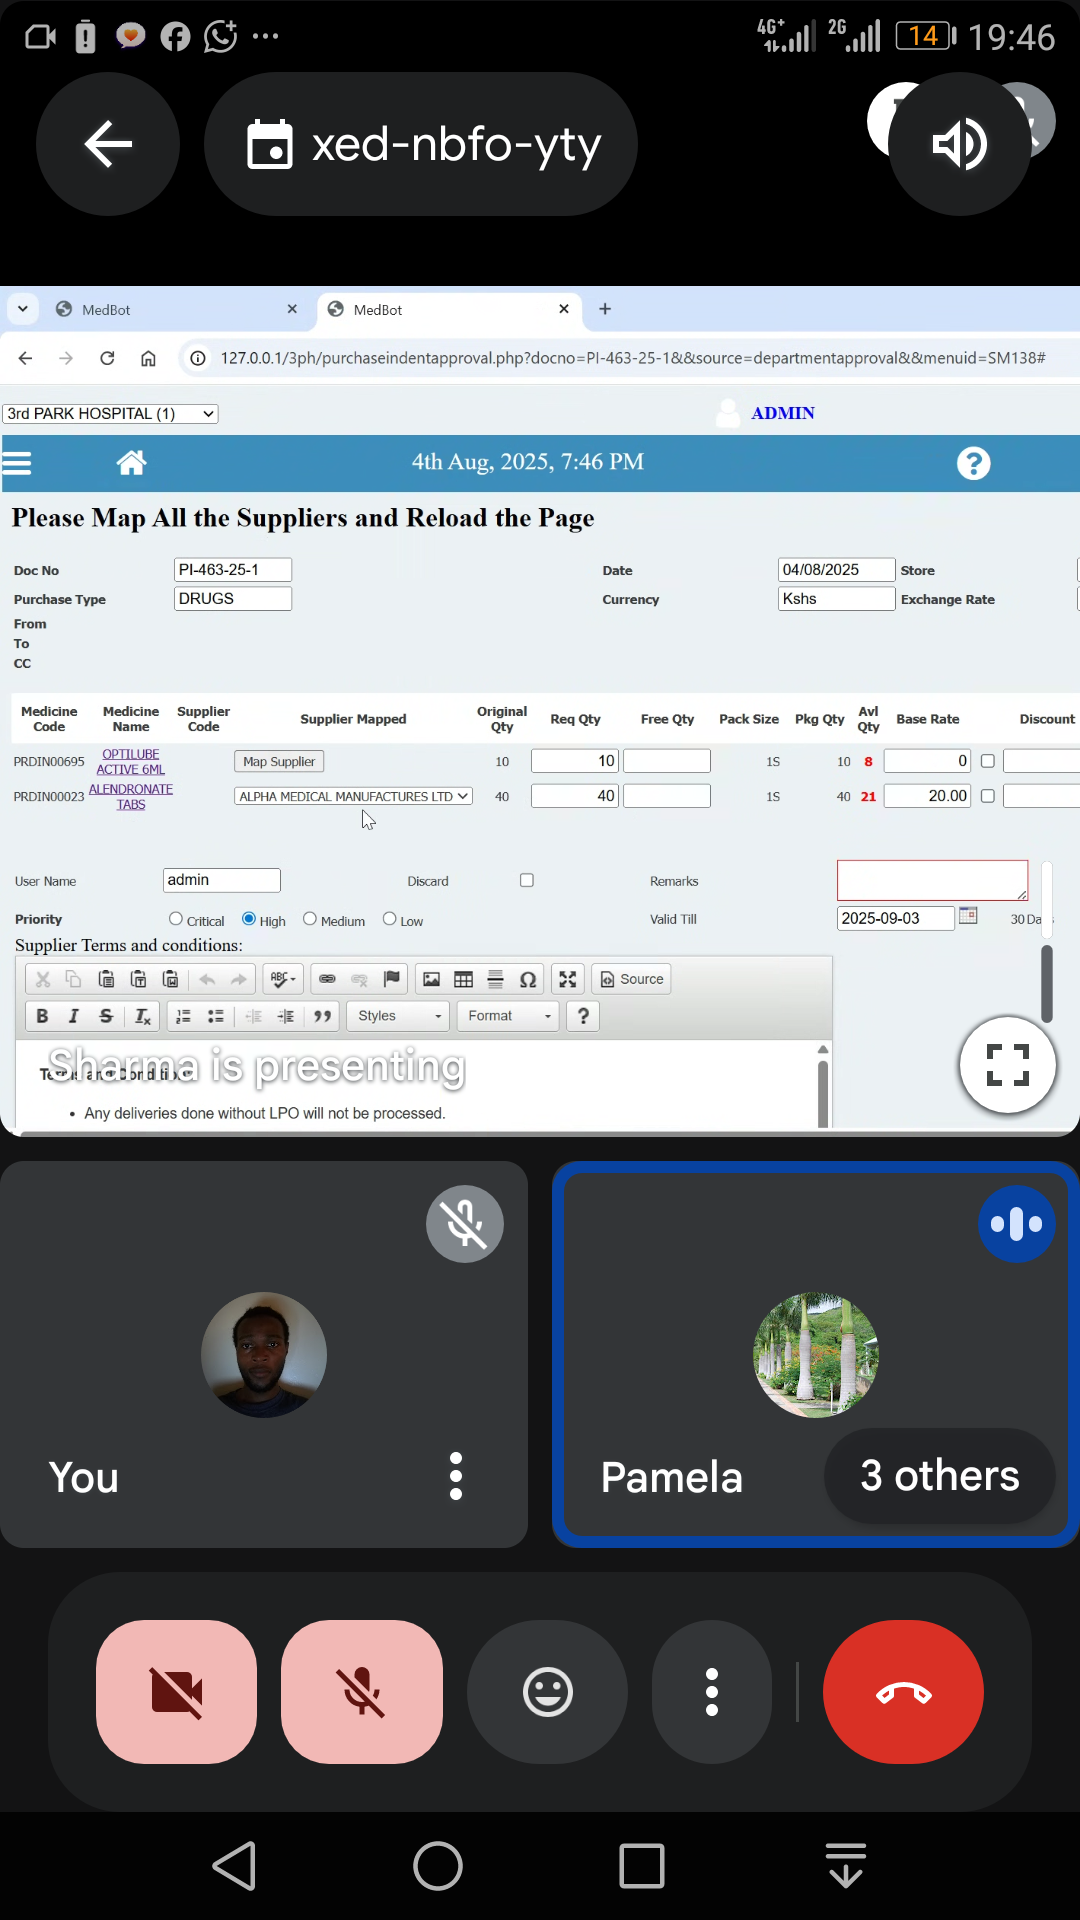 4G+ 2G 14 19:46
xed-nbfo-yty
MedBot MedBot
127.0.0.1/3ph/purchaseindentapproval.php?docno=PI-463-25-1&&source=departmentapproval&&menuid=SM138#
3rd PARK HOSPITAL (1) ADMIN
4th Aug, 2025, 7:46 PM
Please Map All the Suppliers and Reload the Page
Doc No PI-463-25-1 Date 04/08/2025 Store
Purchase Type DRUGS Currency Kshs Exchange Rate
From
To
CC
Medicine Code Medicine Name Supplier Code Supplier Mapped Original Qty Req Qty Free Qty Pack Size Pkg Qty Avl Qty Base Rate Discount
PRDIN00695 OPTILUBE ACTIVE 6ML Map Supplier 10 10 1S 10 8 0
PRDIN00023 ALENDRONATE TABS ALPHA MEDICAL MANUFACTURES LTD 40 40 1S 40 21 20.00
User Name admin Discard Remarks
Priority Critical High Medium Low Valid Till 2025-09-03 30
Supplier Terms and conditions:
ABC Source
B I S Tx Styles Format ?
Sharma is presenting
Any deliveries done without LPO will not be processed.
You Pamela 3 others